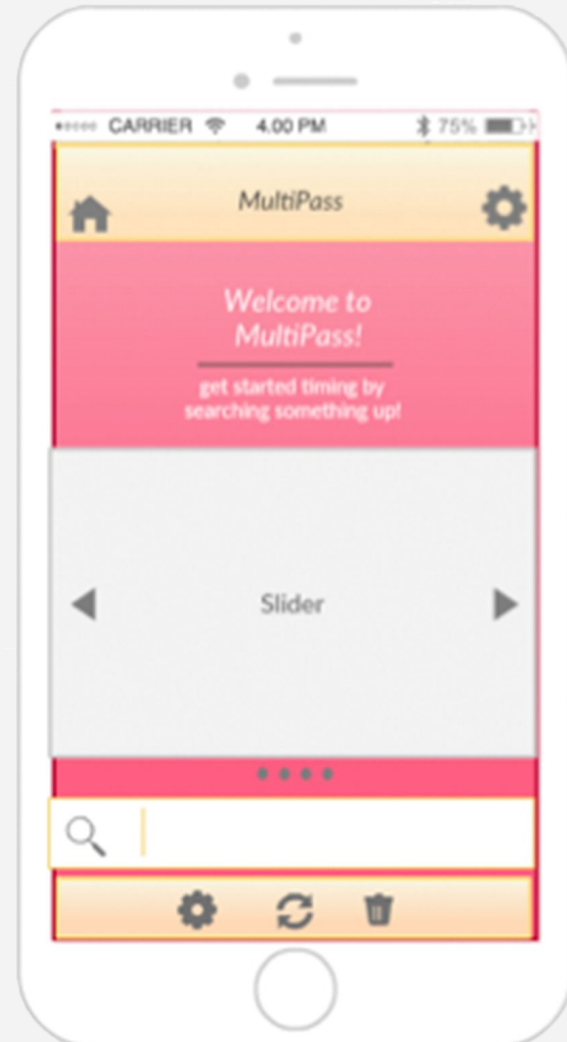 CARRIER 4.00 PM 75%
MultiPass
Welcome to
MultiPass!
get started timing by
searching something up!
Slider